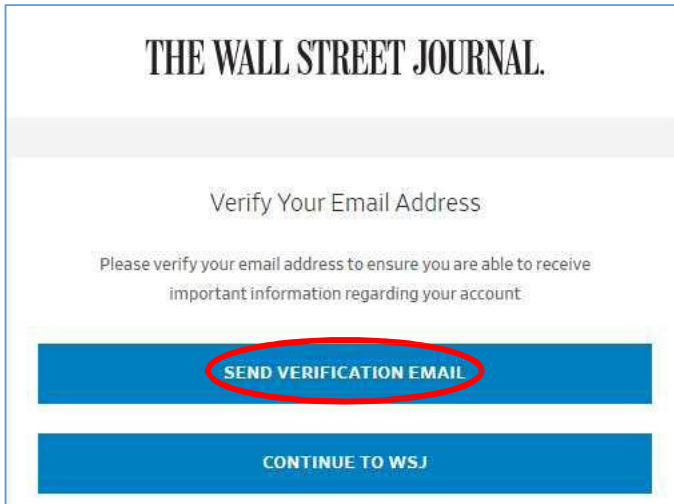 THE WALL STREET JOURNAL.
Verify Your Email Address
Please verify your email address to ensure you are able to receive
important information regarding your account
SEND VERIFICATION EMAIL
CONTINUE TO WSJ